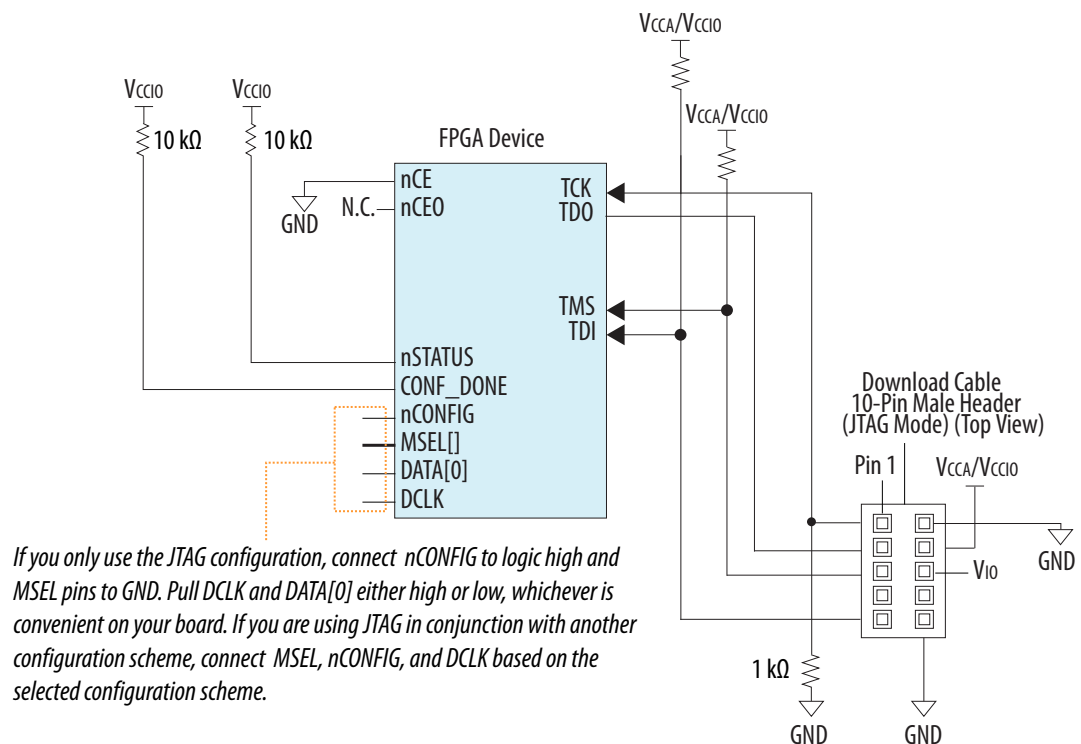 VCCA/VCCIO
VCCIO
VCCIO
10 kΩ
10 kΩ
VCCA/VCCIO
FPGA Device
nCE
GND
N.C.
nCEO
TCK
TDO
TMS
TDI
nSTATUS
CONF_DONE
nCONFIG
MSEL[]
DATA[0]
DCLK
Download Cable
10-Pin Male Header
(JTAG Mode) (Top View)
Pin 1
VCCA/VCCIO
GND
VIO
If you only use the JTAG configuration, connect nCONFIG to logic high and
MSEL pins to GND. Pull DCLK and DATA[0] either high or low, whichever is
convenient on your board. If you are using JTAG in conjunction with another
configuration scheme, connect MSEL, nCONFIG, and DCLK based on the
selected configuration scheme.
1 kΩ
GND
GND